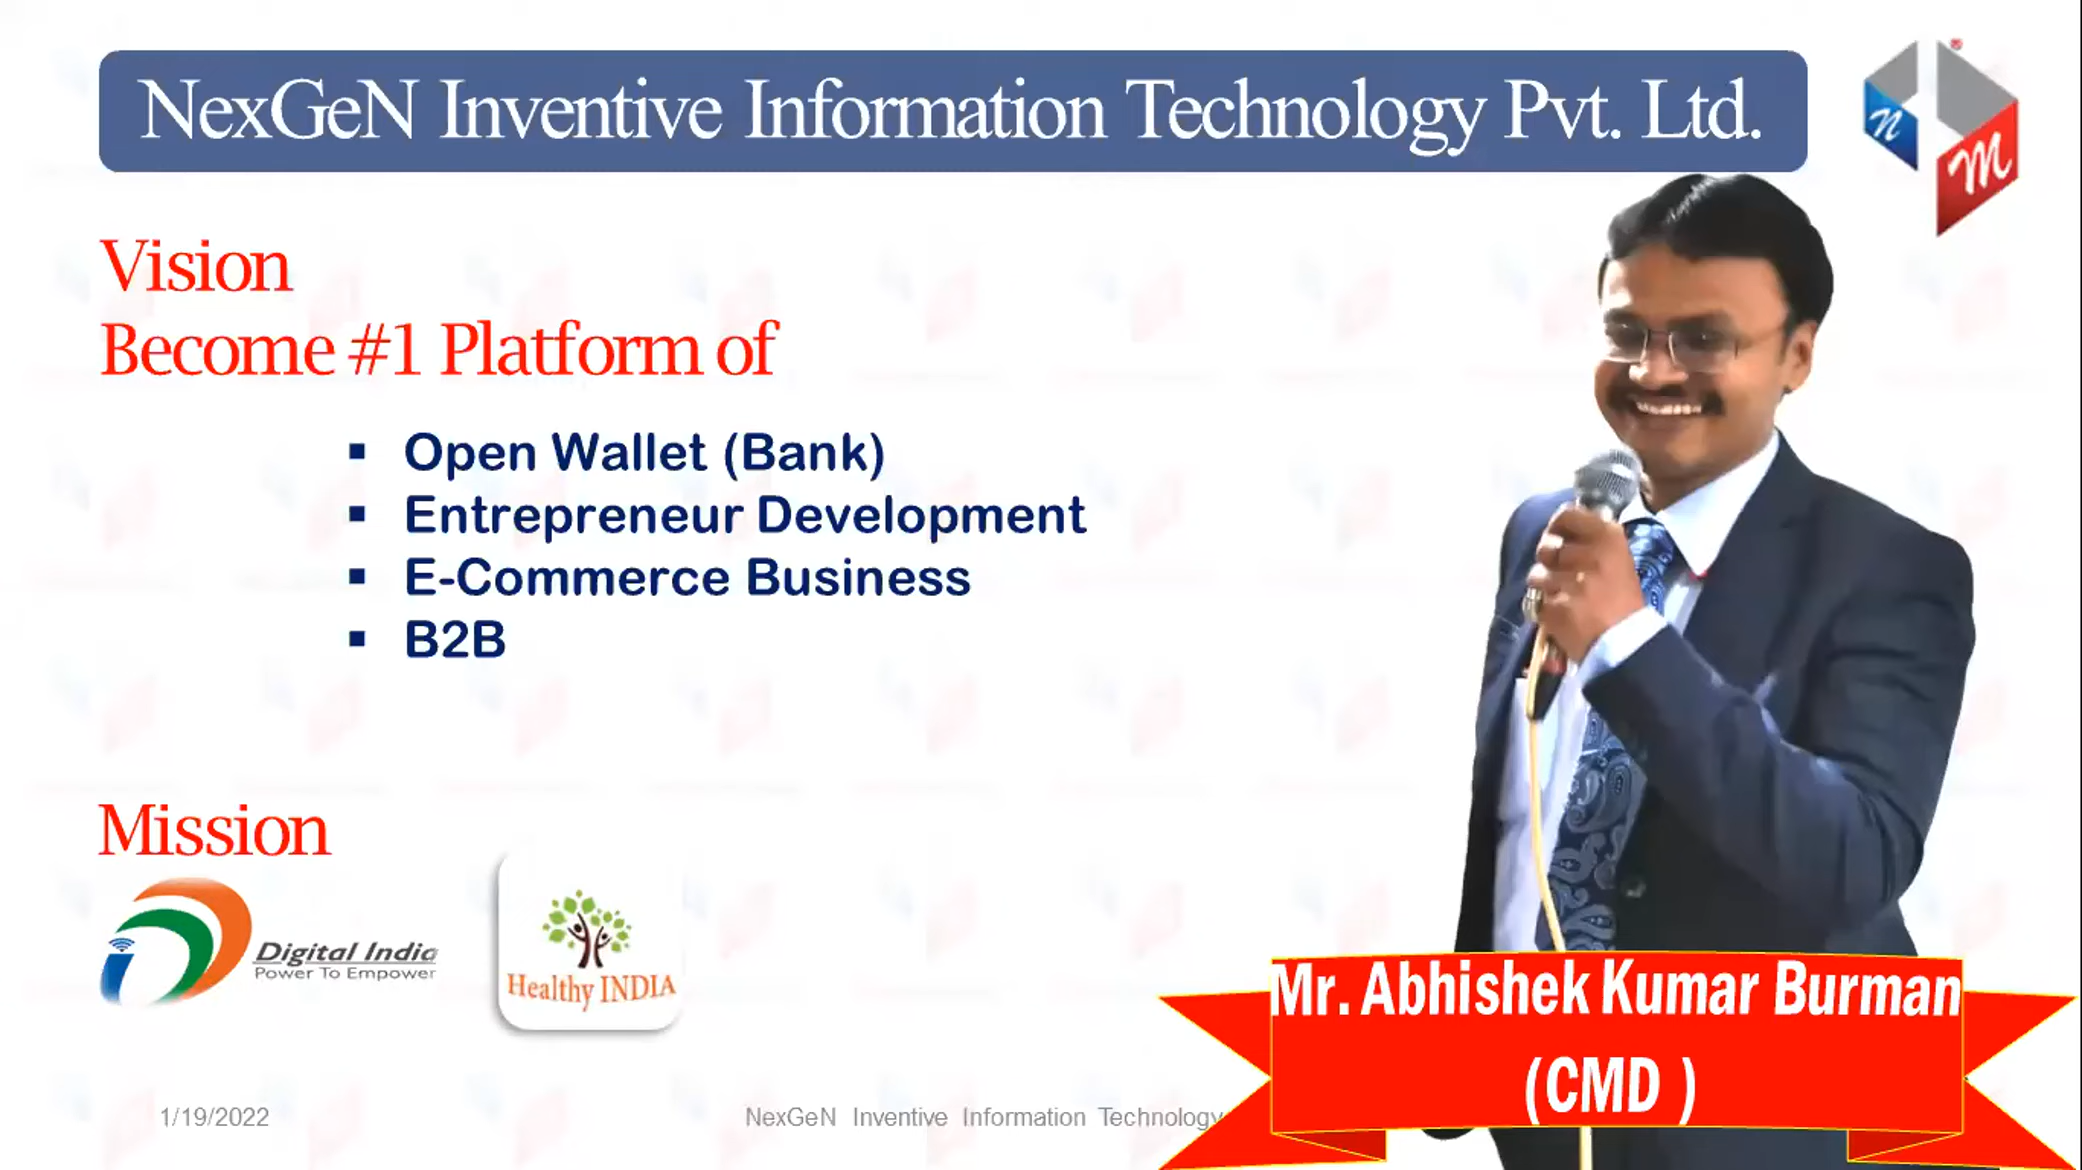 NexGeN Inventive Information Technology Pvt. Ltd.
n
M
Vision
Become #1 Platform of
▪ Open Wallet (Bank)
▪ Entrepreneur Development
▪ E-Commerce Business
▪ B2B
Mission
Digital India
Power To Empower
Healthy INDIA
Mr. Abhishek Kumar Burman
(CMD )
1/19/2022
NexGeN Inventive Information Technology